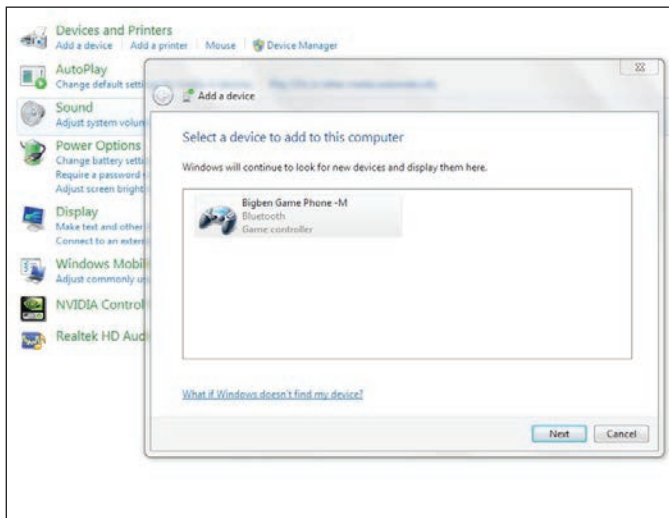 Devices and Printers
Add a device Add a printer Mouse Device Manager
AutoPlay
Change default setti
Sound
Adjust system volum
Power Options
Change battery setti
Require a password
Adjust screen bright
Display
Make text and other
Connect to an extern
Windows Mobil
Adjust commonly u
NVIDIA Control
Realtek HD Aud
Add a device
Select a device to add to this computer
Windows will continue to look for new devices and display them here.
Bigben Game Phone -M
Bluetooth
Game controller
What if Windows doesn't find my device?
Next Cancel